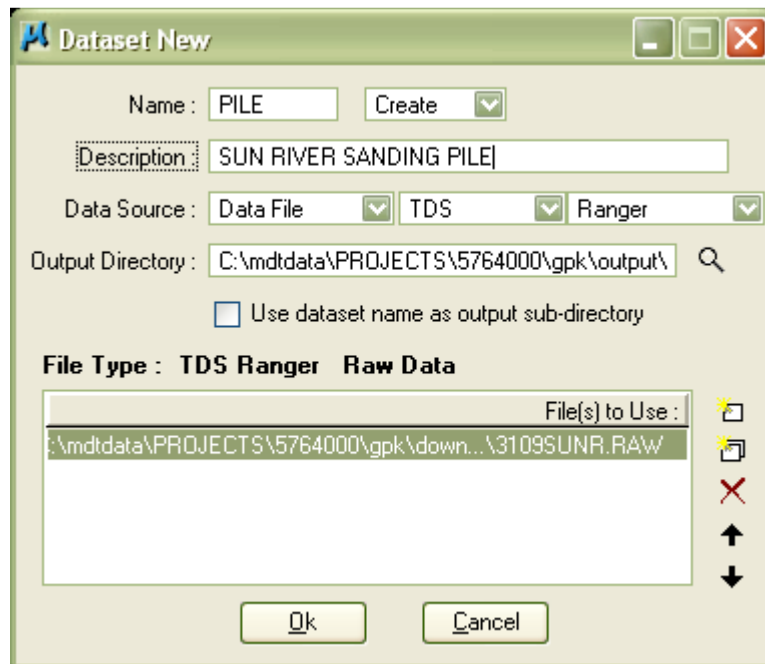 Dataset New
Name : PILE Create
Description : SUN RIVER SANDING PILE
Data Source : Data File TDS Ranger
Output Directory : C:\mdtdata\PROJECTS\5764000\gpk\output\
Use dataset name as output sub-directory
File Type : TDS Ranger Raw Data
File(s) to Use :
:\mdtdata\PROJECTS\5764000\gpk\down...\3109SUNR.RAW
Ok Cancel